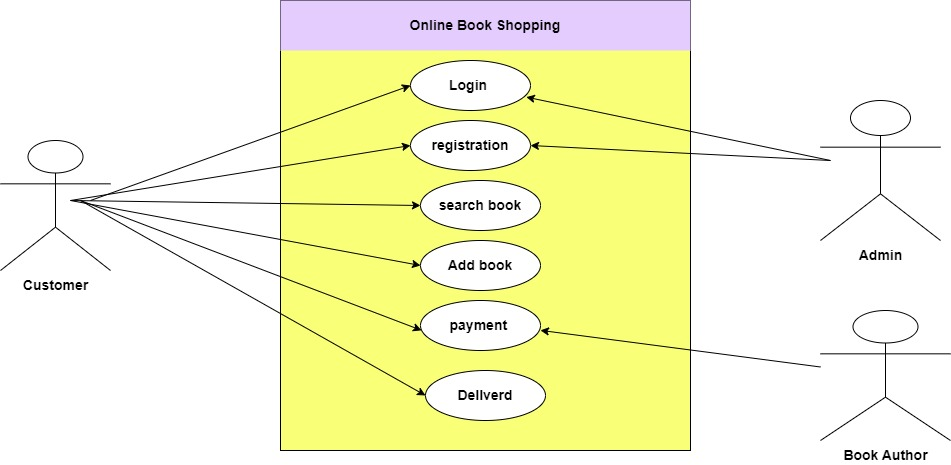 Online Book Shopping
Login
registration
search book
Add book
payment
Dellverd
Customer
Admin
Book Author